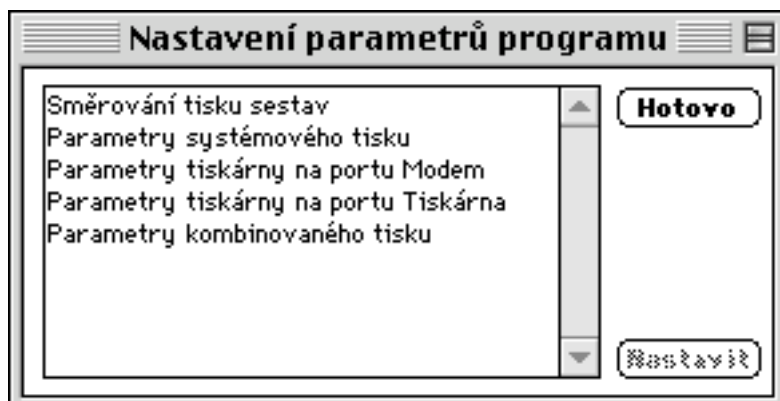 Nastavení parametrů programu
Směrování tisku sestav
Parametry systémového tisku
Parametry tiskárny na portu Modem
Parametry tiskárny na portu Tiskárna
Parametry kombinovaného tisku
Hotovo
Nastavit